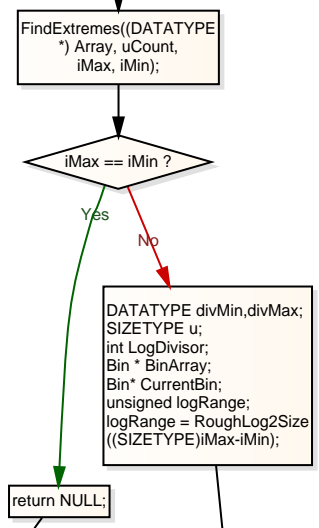 FindExtremes((DATATYPE
*) Array, uCount,
iMax, iMin);
iMax == iMin ?
Yes
No
DATATYPE divMin,divMax;
SIZETYPE u;
int LogDivisor;
Bin * BinArray;
Bin* CurrentBin;
unsigned logRange;
logRange = RoughLog2Size
((SIZETYPE)iMax-iMin);
return NULL;